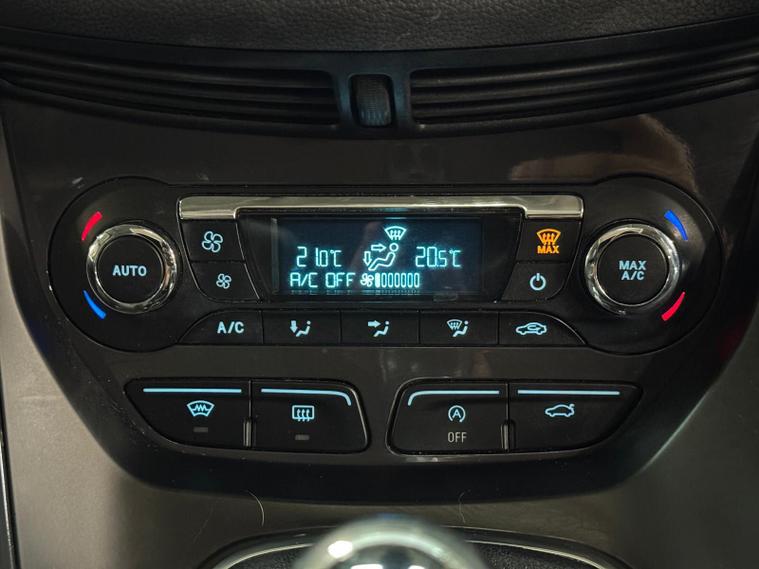 AUTO
21.0°C
20.5°C
A/C OFF
MAX
MAX
A/C
A/C
A
OFF